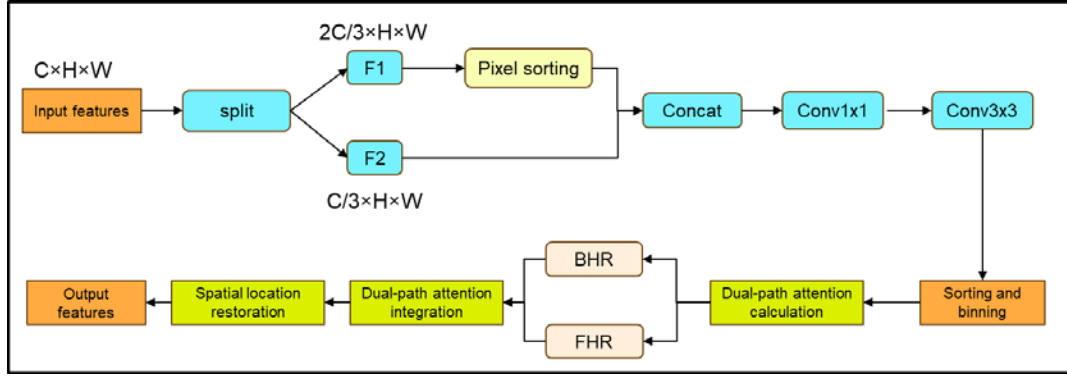 C×H×W
Input features
split
2C/3×H×W
F1
Pixel sorting
F2
C/3×H×W
Concat
Conv1x1
Conv3x3
Sorting and
binning
Dual-path attention
calculation
BHR
FHR
Dual-path attention
integration
Spatial location
restoration
Output
features